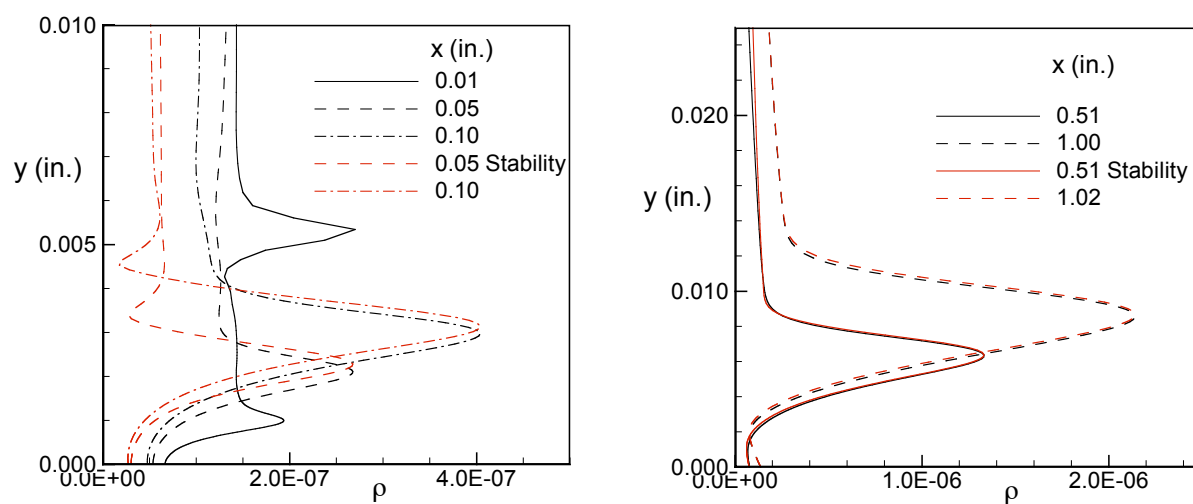 0.010
x (in.)
0.01
0.05
0.10
0.05 Stability
0.10
y (in.)
0.005
0.000
0.0E+00
2.0E-07
4.0E-07
ρ
x (in.)
0.51
1.00
0.51 Stability
1.02
0.020
y (in.)
0.010
0.000
0.0E+00
1.0E-06
2.0E-06
ρ